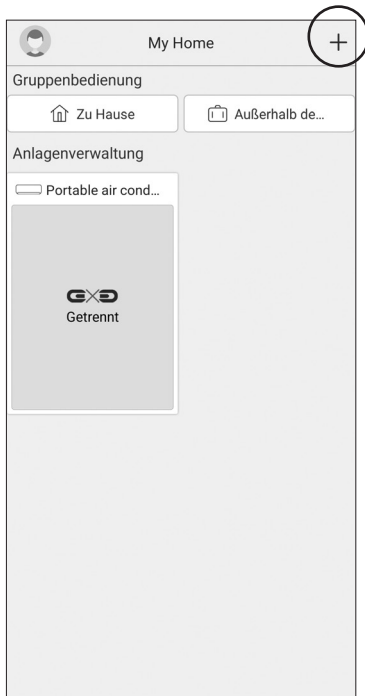 My Home
Gruppenbedienung
Zu Hause
Außerhalb de...
Anlagenverwaltung
Portable air cond...
Getrennt